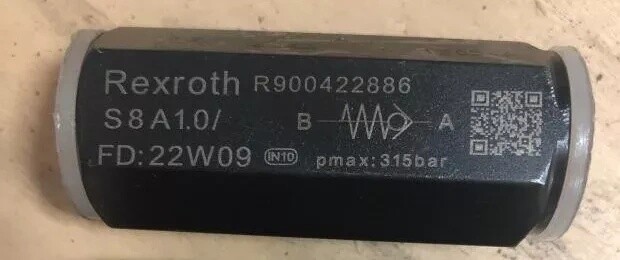 Rexroth R900422886
S8A1.0/ B A
FD:22W09 IN10 pmax:315bar